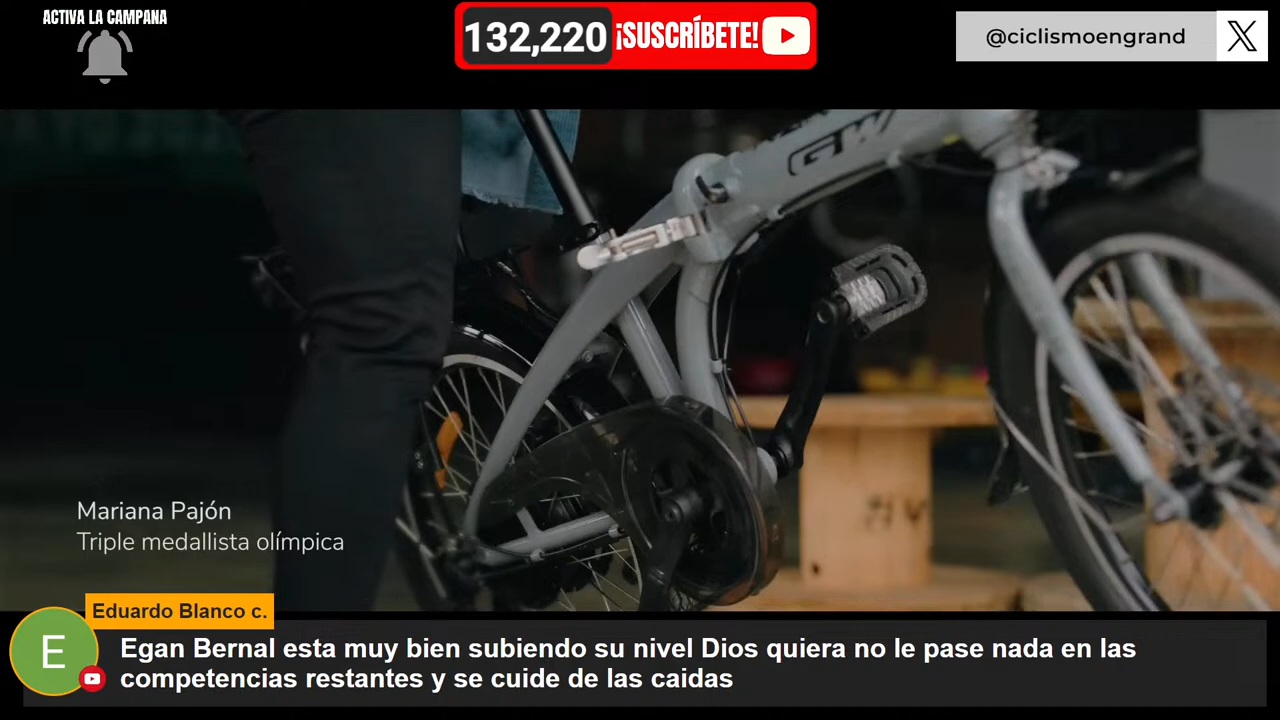 ACTIVA LA CAMPANA
132,220 ¡SUSCRÍBETE!
@ciclismoengrand
GW
Mariana Pajón
Triple medallista olímpica
Eduardo Blanco c.
E
Egan Bernal esta muy bien subiendo su nivel Dios quiera no le pase nada en las
competencias restantes y se cuide de las caidas